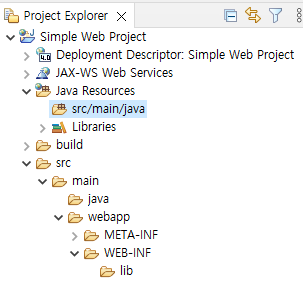 Project Explorer
Simple Web Project
Deployment Descriptor: Simple Web Project
JAX-WS Web Services
Java Resources
src/main/java
Libraries
build
src
main
java
webapp
META-INF
WEB-INF
lib